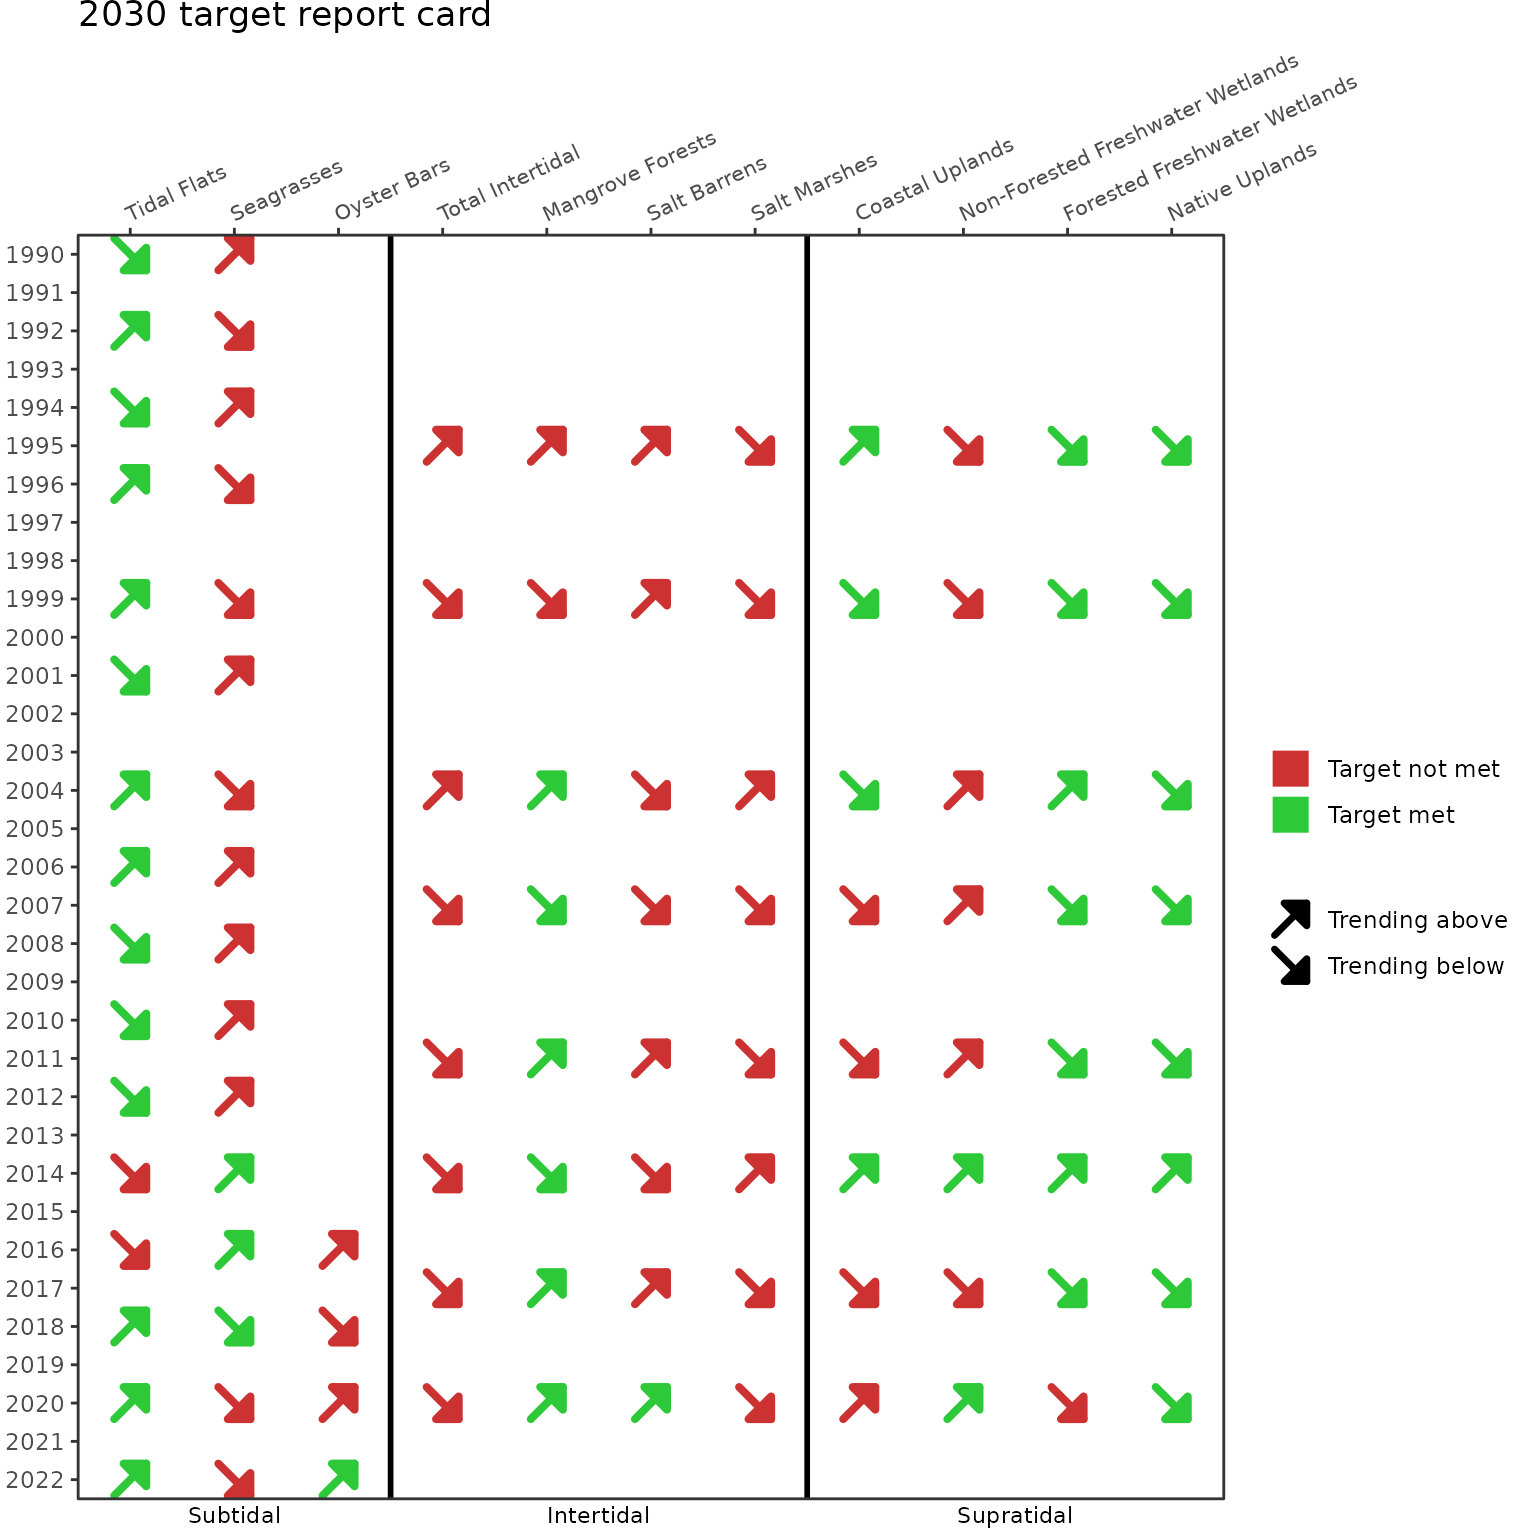 2030 target report card
Tidal Flats
Seagrasses
Oyster Bars
Total Intertidal
Mangrove Forests
Salt Barrens
Salt Marshes
Coastal Uplands
Non-Forested Freshwater Wetlands
Forested Freshwater Wetlands
Native Uplands
1990
1991
1992
1993
1994
1995
1996
1997
1998
1999
2000
2001
2002
2003
2004
2005
2006
2007
2008
2009
2010
2011
2012
2013
2014
2015
2016
2017
2018
2019
2020
2021
2022
Subtidal
Intertidal
Supratidal
Target not met
Target met
Trending above
Trending below